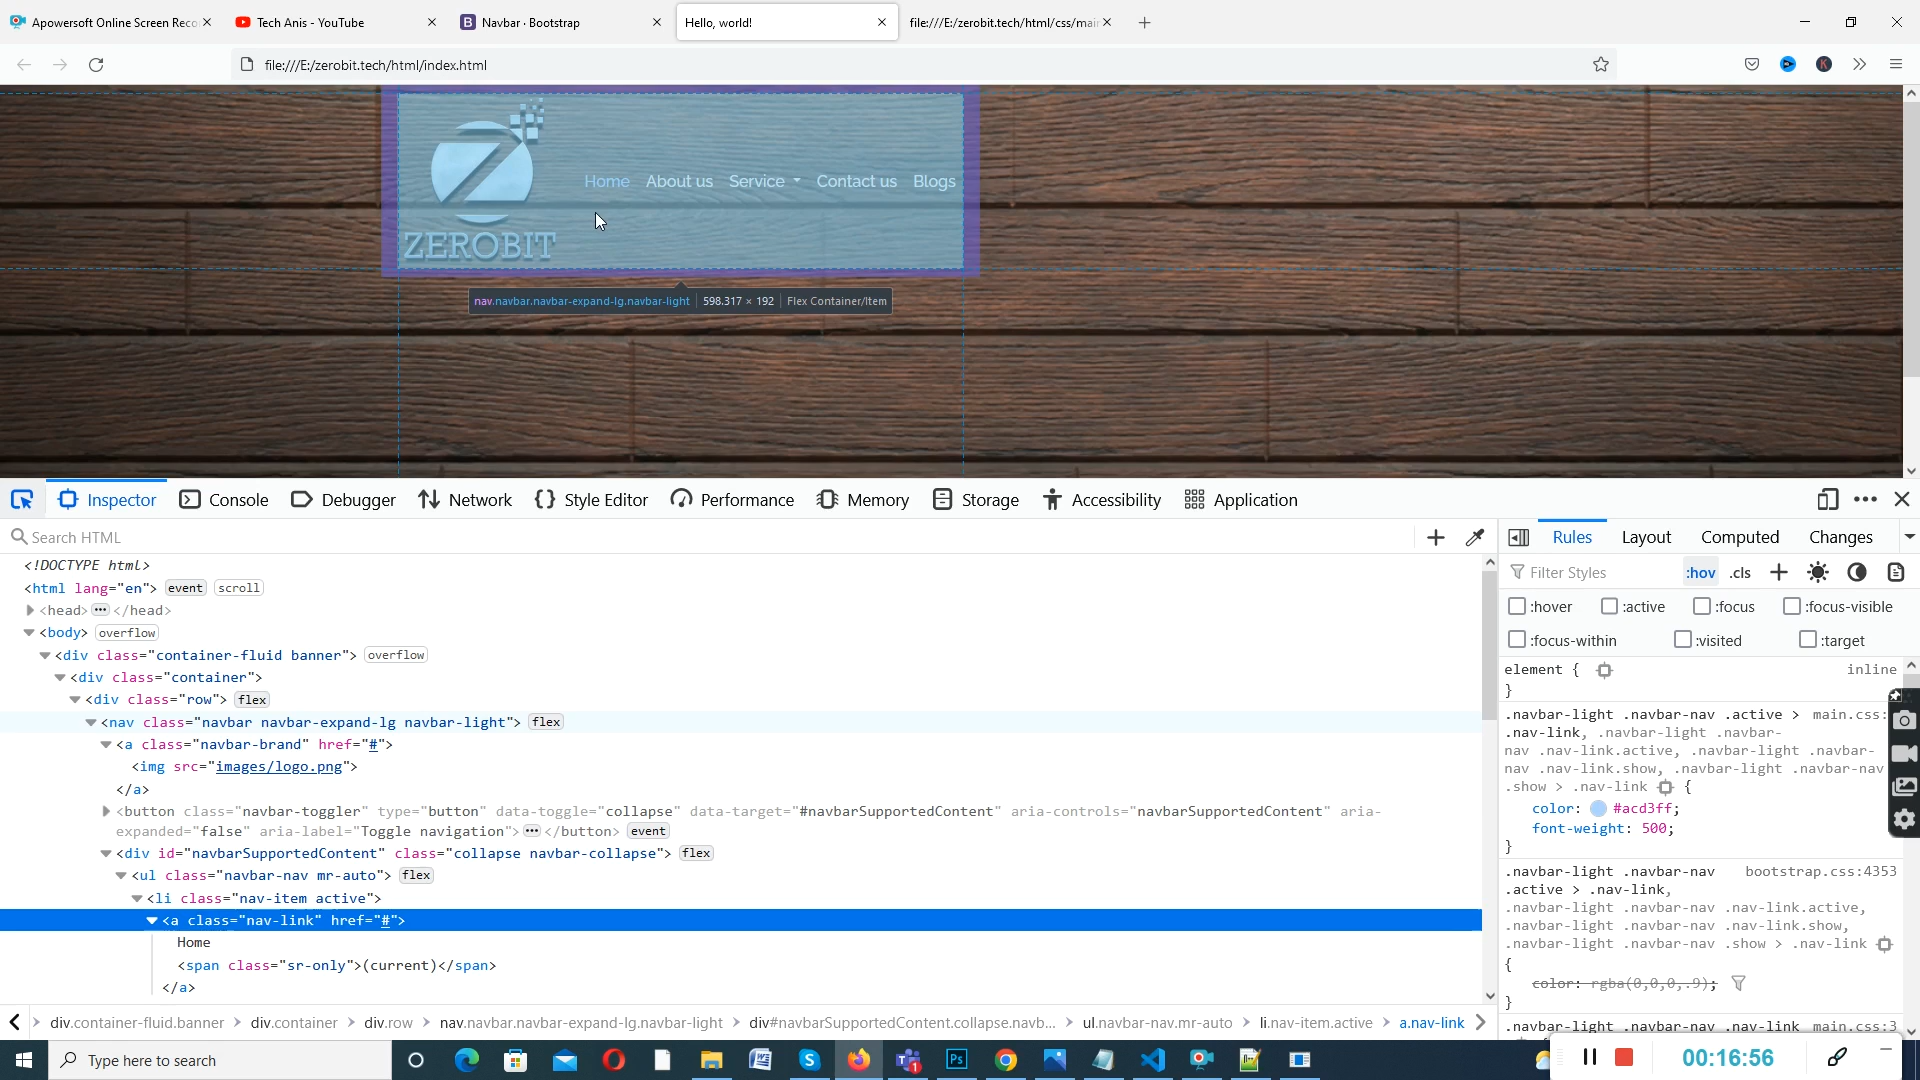 Apowersoft Online Screen Reco
Tech Anis - YouTube
B Navbar · Bootstrap
Hello, world!
file:///E:/zerobit.tech/html/css/mai
file:///E:/zerobit.tech/html/index.html
K
Home About us Service Contact us Blogs
ZEROBIT
nav.navbar.navbar-expand-lg.navbar-light 598.317 × 192 Flex Container/Item
Inspector Console Debugger Network Style Editor Performance Memory Storage Accessibility Application
Search HTML
<!DOCTYPE html>
<html lang="en"> event scroll
<head> ••• </head>
<body> overflow
<div class="container-fluid banner"> overflow
<div class="container">
<div class="row"> flex
<nav class="navbar navbar-expand-lg navbar-light"> flex
<a class="navbar-brand" href="#">
<img src="images/logo.png">
</a>
<button class="navbar-toggler" type="button" data-toggle="collapse" data-target="#navbarSupportedContent" aria-controls="navbarSupportedContent" aria-
expanded="false" aria-label="Toggle navigation"> ••• </button> event
<div id="navbarSupportedContent" class="collapse navbar-collapse"> flex
<ul class="navbar-nav mr-auto"> flex
<li class="nav-item active">
<a class="nav-link" href="#">
Home
<span class="sr-only">(current)</span>
</a>
div.container-fluid.banner div.container div.row nav.navbar.navbar-expand-lg.navbar-light div#navbarSupportedContent.collapse.navb... ul.navbar-nav.mr-auto li.nav-item.active a.nav-link
Rules Layout Computed Changes
Filter Styles :hov .cls
:hover :active :focus :focus-visible
:focus-within :visited :target
element { inline
}
.navbar-light .navbar-nav .active > main.css:
.nav-link, .navbar-light .navbar-
nav .nav-link.active, .navbar-light .navbar-
nav .nav-link.show, .navbar-light .navbar-nav
.show > .nav-link {
color: #acd3ff;
font-weight: 500;
}
.navbar-light .navbar-nav bootstrap.css:4353
.active > .nav-link,
.navbar-light .navbar-nav .nav-link.active,
.navbar-light .navbar-nav .nav-link.show,
.navbar-light .navbar-nav .show > .nav-link
{
color: rgba(0,0,0,.9);
}
.navbar-light .navbar-nav .nav-link main.css:3
Type here to search
W S 1 Ps
00:16:56